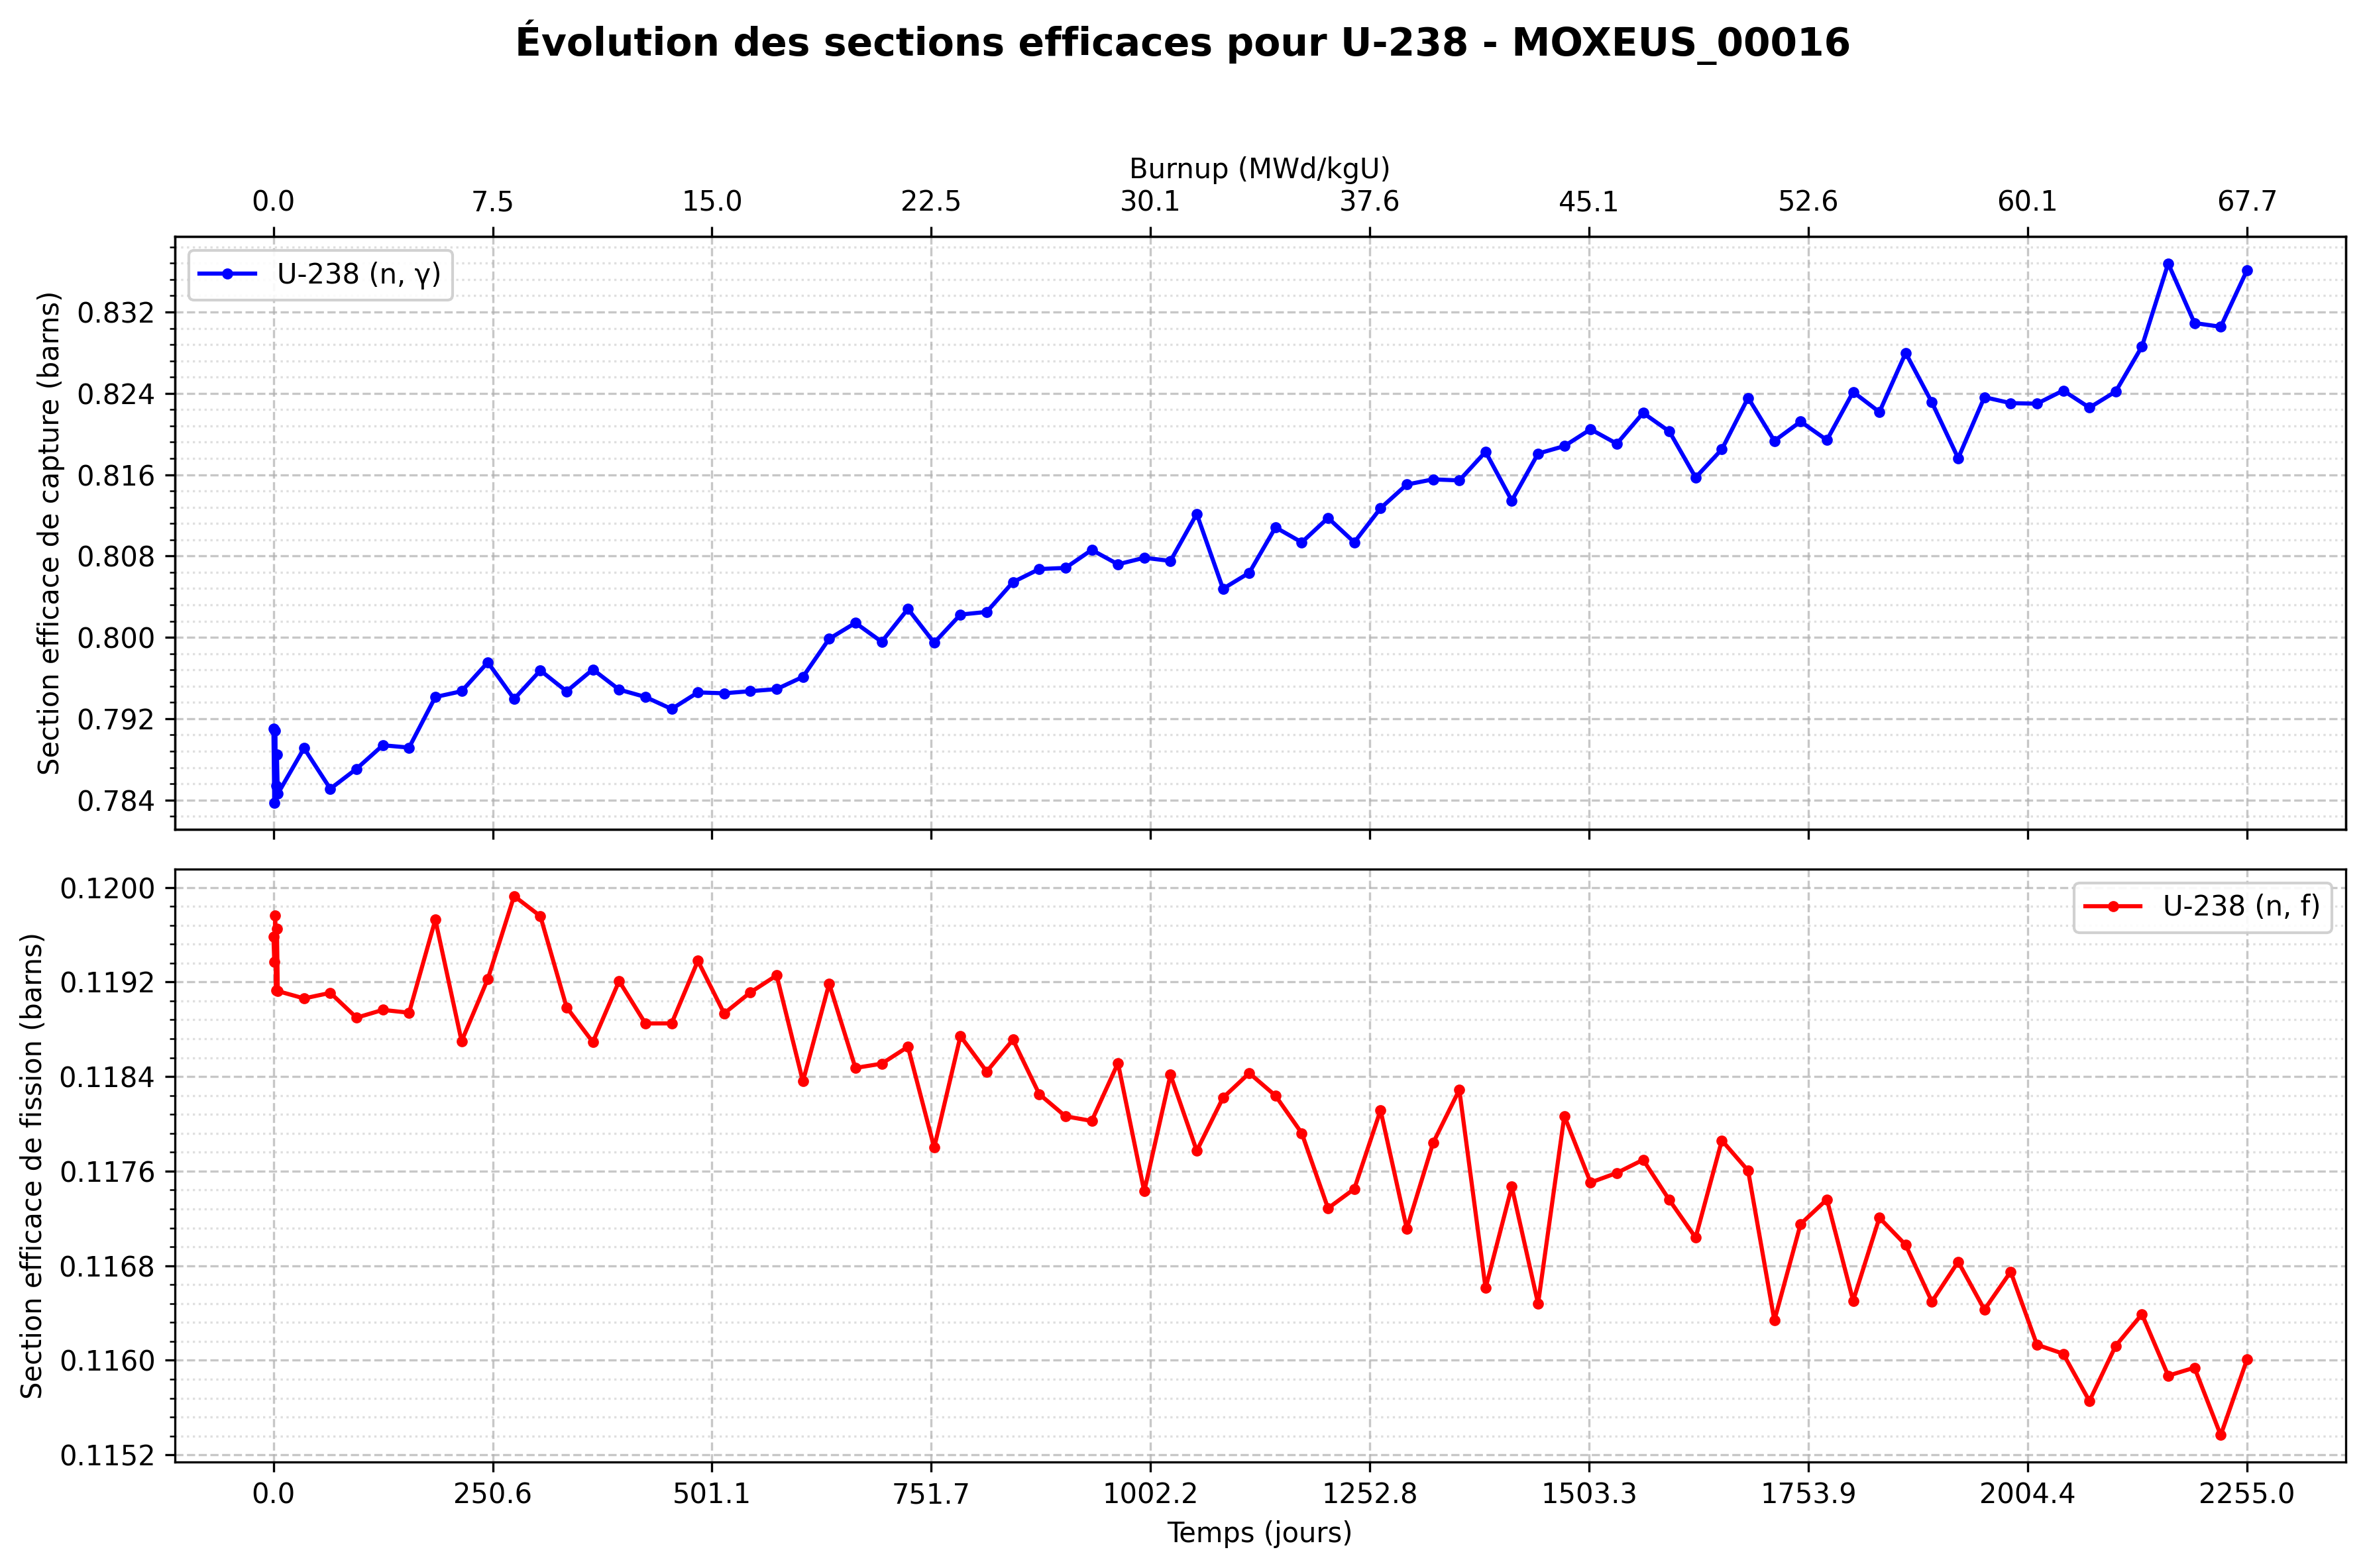 Évolution des sections efficaces pour U-238 - MOXEUS_00016
Burnup (MWd/kgU)
0.0 7.5 15.0 22.5 30.1 37.6 45.1 52.6 60.1 67.7
U-238 (n, γ)
Section efficace de capture (barns)
0.832
0.824
0.816
0.808
0.800
0.792
0.784
U-238 (n, f)
Section efficace de fission (barns)
0.1200
0.1192
0.1184
0.1176
0.1168
0.1160
0.1152
0.0 250.6 501.1 751.7 1002.2 1252.8 1503.3 1753.9 2004.4 2255.0
Temps (jours)